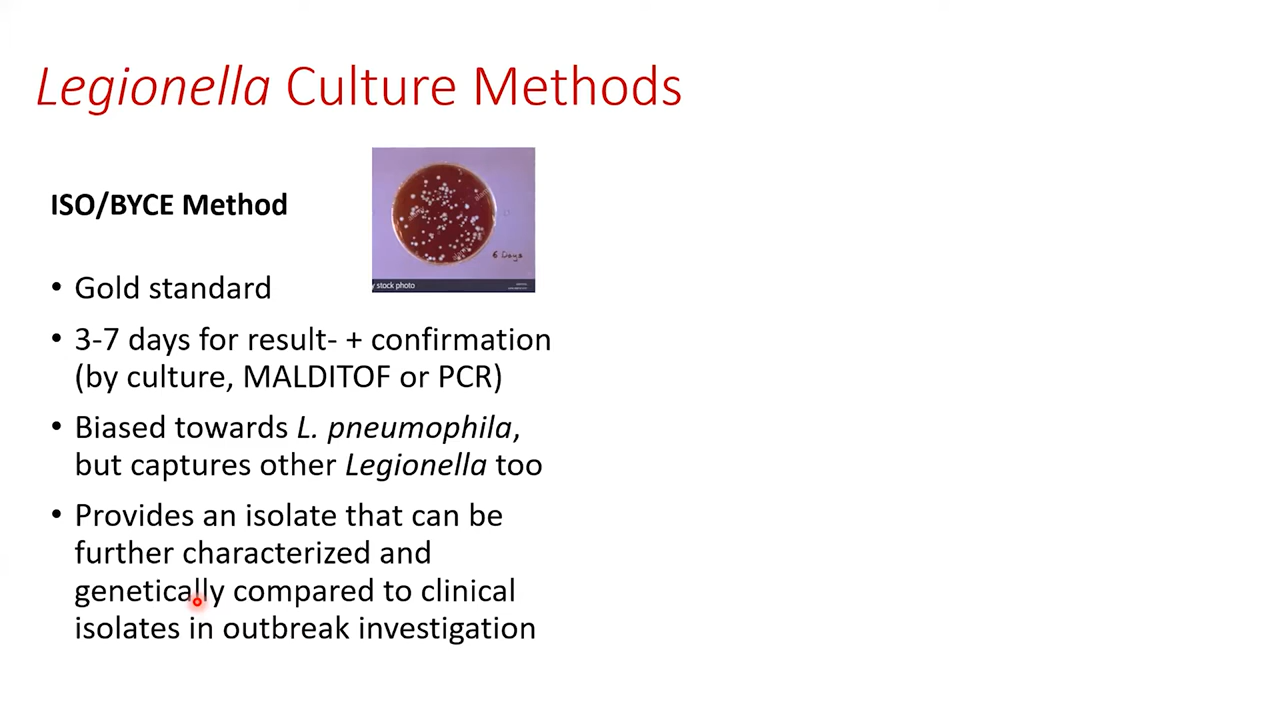 Legionella Culture Methods
ISO/BYCE Method
6 Days
y stock photo
• Gold standard
• 3-7 days for result- + confirmation
(by culture, MALDITOF or PCR)
• Biased towards L. pneumophila,
but captures other Legionella too
• Provides an isolate that can be
further characterized and
genetically compared to clinical
isolates in outbreak investigation